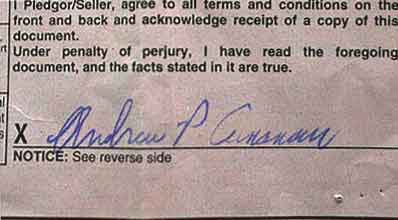 I Pledgor/Seller, agree to all terms and conditions on the
front and back and acknowledge receipt of a copy of this
document.
Under penalty of perjury, I have read the foregoing
document, and the facts stated in it are true.
X Andrew P Cunanan
NOTICE: See reverse side